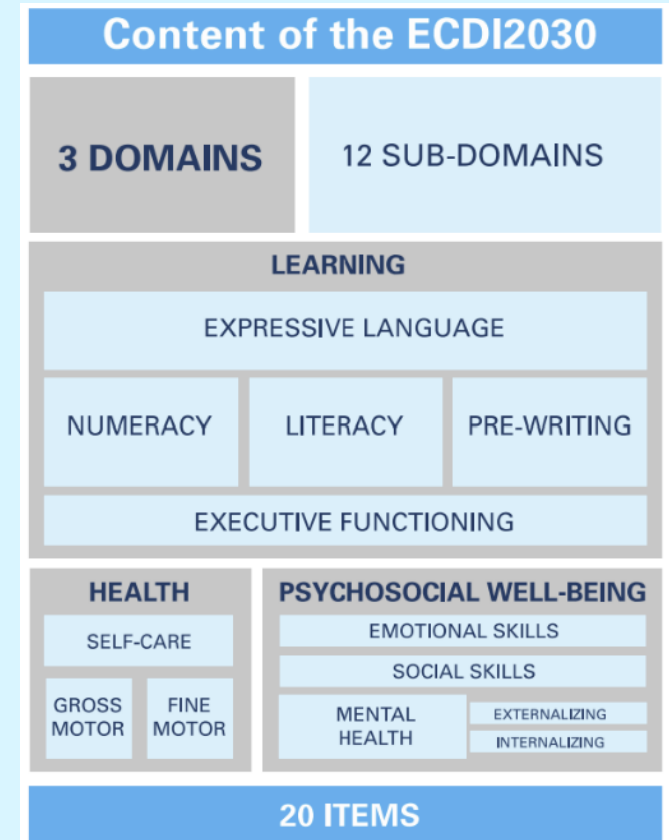 Content of the ECDI2030
3 DOMAINS
12 SUB-DOMAINS
LEARNING
EXPRESSIVE LANGUAGE
NUMERACY
LITERACY
PRE-WRITING
EXECUTIVE FUNCTIONING
HEALTH
SELF-CARE
GROSS
MOTOR
FINE
MOTOR
PSYCHOSOCIAL WELL-BEING
EMOTIONAL SKILLS
SOCIAL SKILLS
MENTAL
HEALTH
EXTERNALIZING
INTERNALIZING
20 ITEMS